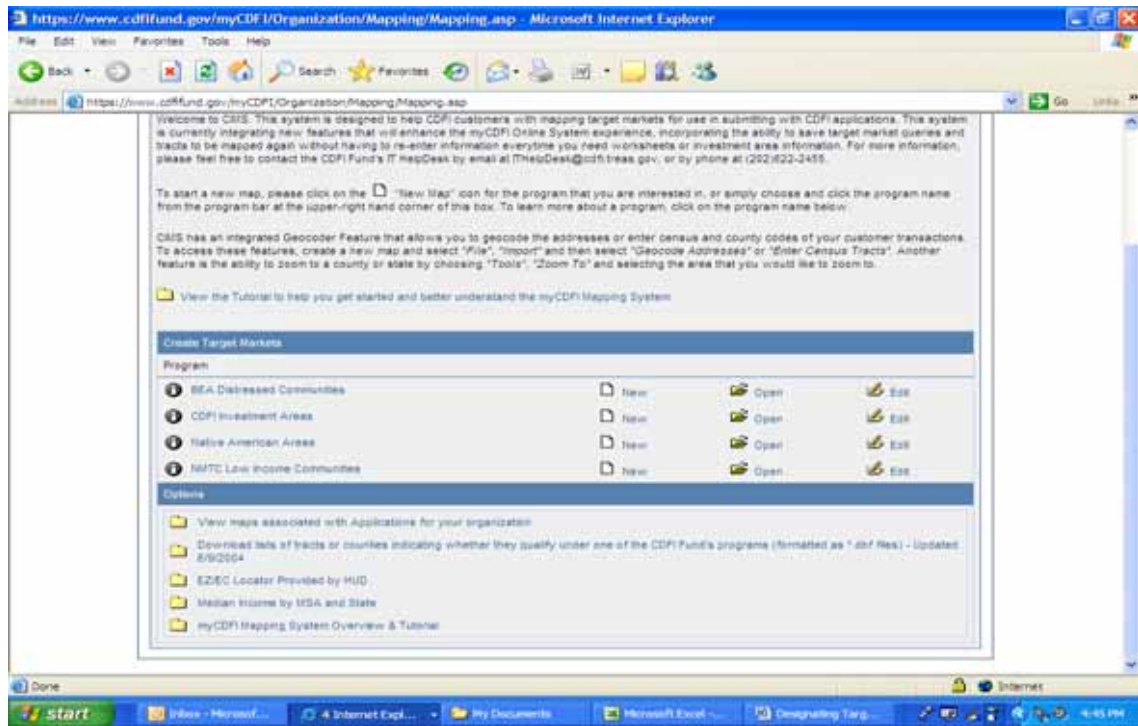 https://www.cdfifund.gov/myCDFI/Organization/Mapping/Mapping.asp - Microsoft Internet Explorer
File Edit View Favorites Tools Help
Back Search Favorites
Address https://www.cdfifund.gov/myCDFI/Organization/Mapping/Mapping.asp Go Links
Welcome to CIMS. This system is designed to help CDFI customers with mapping target markets for use in submitting with CDFI applications. This system
is currently integrating new features that will enhance the myCDFI Online System experience, incorporating the ability to save target market queries and
tracts to be mapped again without having to re-enter information everytime you need worksheets or investment area information. For more information,
please feel free to contact the CDFI Fund's IT HelpDesk by email at ITHelpDesk@cdfi.treas.gov, or by phone at (202)622-2455.
To start a new map, please click on the "New Map" icon for the program that you are interested in, or simply choose and click the program name
from the program bar at the upper-right hand corner of this box. To learn more about a program, click on the program name below.
CIMS has an integrated Geocoder Feature that allows you to geocode the addresses or enter census and county codes of your customer transactions.
To access these features, create a new map and select "File", "Import" and then select "Geocode Addresses" or "Enter Census Tracts". Another
feature is the ability to zoom to a county or state by choosing "Tools", "Zoom To" and selecting the area that you would like to zoom to.
View the Tutorial to help you get started and better understand the myCDFI Mapping System
Create Target Markets
Program
BEA Distressed Communities New Open Edit
CDFI Investment Areas New Open Edit
Native American Areas New Open Edit
NMTC Low Income Communities New Open Edit
Options
View maps associated with Applications for your organization
Download lists of tracts or counties indicating whether they qualify under one of the CDFI Fund's programs (formatted as *.dbf files) - Updated
8/9/2004
EZ/EC Locator Provided by HUD
Median Income by MSA and State
myCDFI Mapping System Overview & Tutorial
Done Internet
start Inbox - Microsof... 4 Internet Expl... My Documents Microsoft Excel -... Designating Targ... 4:45 PM